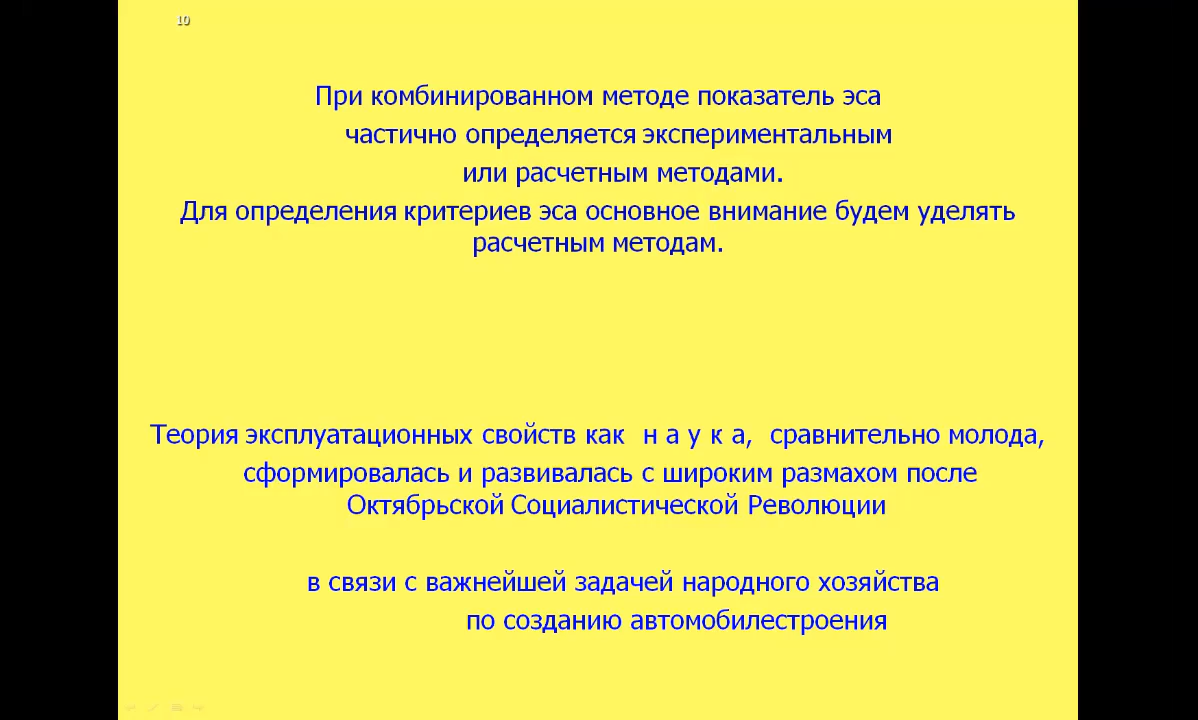 10
При комбинированном методе показатель эса
частично определяется экспериментальным
или расчетным методами.
Для определения критериев эса основное внимание будем уделять
расчетным методам.
Теория эксплуатационных свойств как н а у к а, сравнительно молода,
сформировалась и развивалась с широким размахом после
Октябрьской Социалистической Революции
в связи с важнейшей задачей народного хозяйства
по созданию автомобилестроения